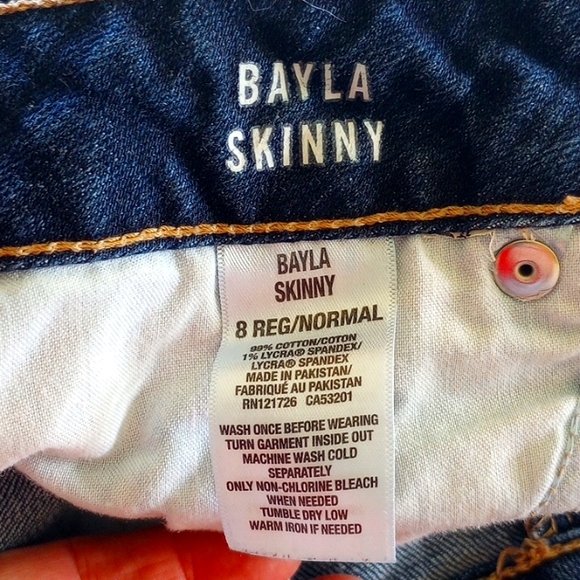 BAYLA
SKINNY
BAYLA
SKINNY
8 REG/NORMAL
99% COTTON/COTON
1% LYCRA® SPANDEX/
LYCRA® SPANDEX
MADE IN PAKISTAN/
FABRIQUÉ AU PAKISTAN
RN121726 CA53201
WASH ONCE BEFORE WEARING
TURN GARMENT INSIDE OUT
MACHINE WASH COLD
SEPARATELY
ONLY NON-CHLORINE BLEACH
WHEN NEEDED
TUMBLE DRY LOW
WARM IRON IF NEEDED